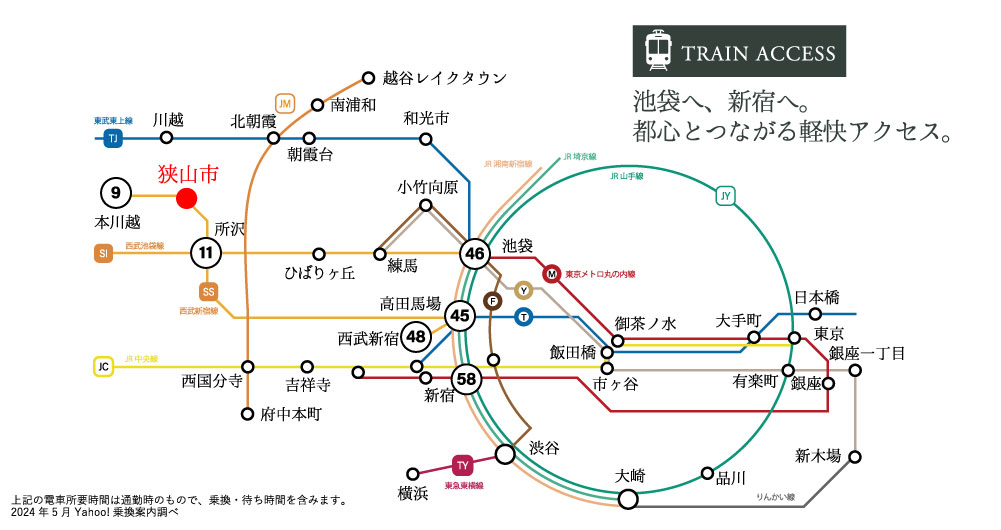 TRAIN ACCESS
池袋へ、新宿へ。
都心とつながる軽快アクセス。
越谷レイクタウン
JM
南浦和
東武東上線
TJ
川越
北朝霞
朝霞台
和光市
JR 湘南新宿線
JR 埼京線
JR 山手線
JY
狭山市
9
本川越
小竹向原
所沢
SI
西武池袋線
11
ひばりヶ丘
練馬
46
池袋
M
東京メトロ丸の内線
SS
西武新宿線
Y
F
T
高田馬場
45
西武新宿
48
御茶ノ水
大手町
日本橋
東京
飯田橋
銀座一丁目
JC
JR 中央線
西国分寺
吉祥寺
新宿
58
市ヶ谷
有楽町
銀座
府中本町
渋谷
TY
東急東横線
横浜
大崎
品川
新木場
りんかい線
上記の電車所要時間は通勤時のもので、乗換・待ち時間を含みます。
2024年5月Yahoo!乗換案内調べ